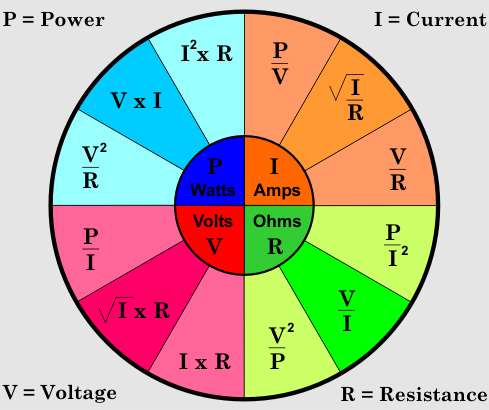 P = Power
I = Current
I² x R
P
V
V x I
√I
R
V²
R
V
R
P
Watts
I
Amps
Volts
V
Ohms
R
P
I
P
I²
√I x R
V
I
I x R
V²
P
V = Voltage
R = Resistance